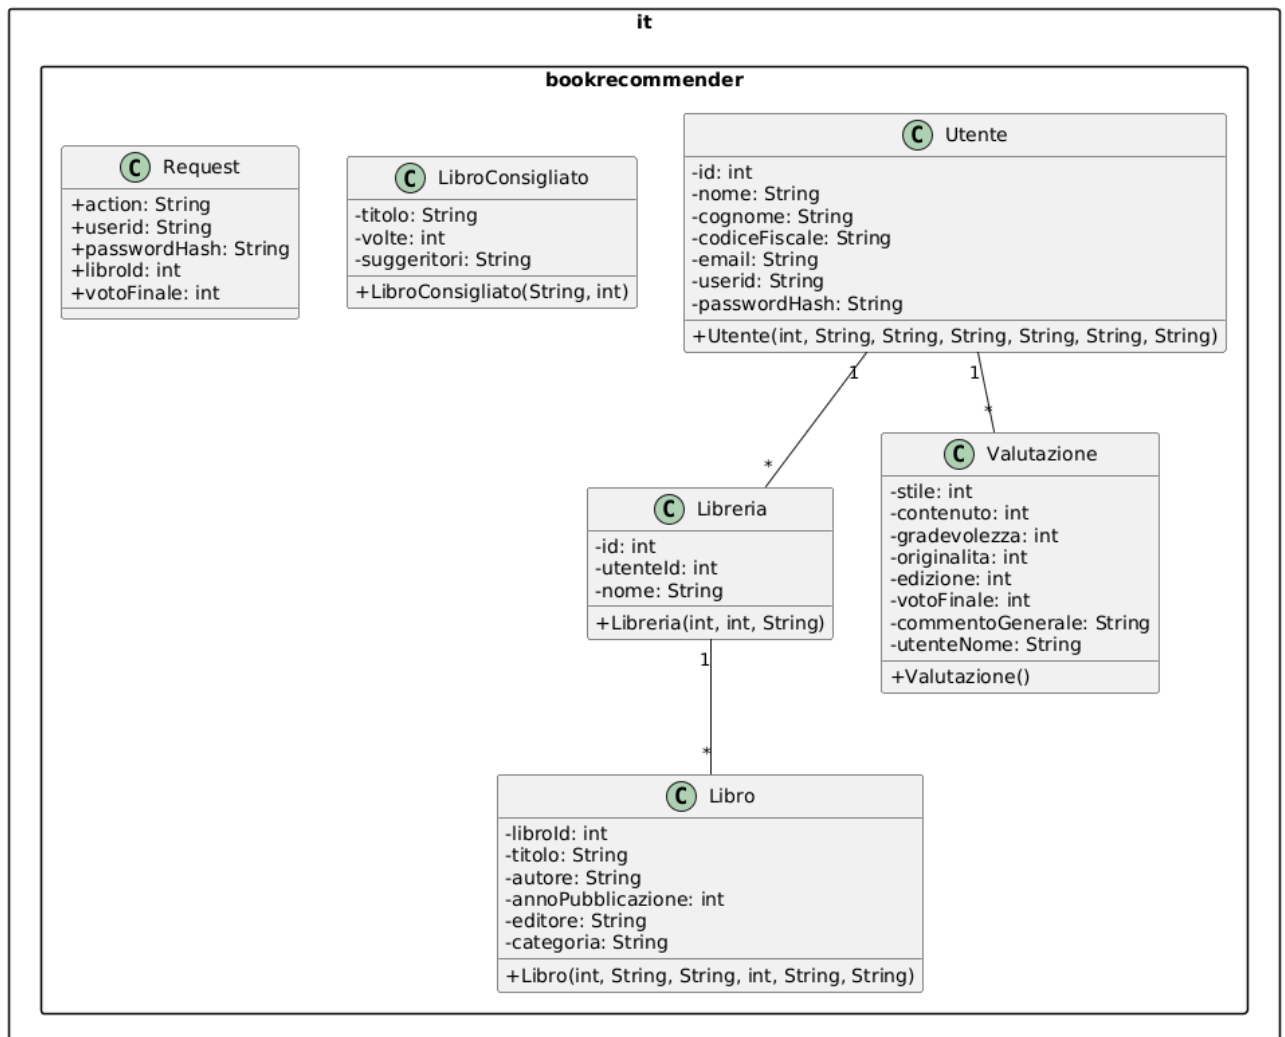 it
bookrecommender
C Request
+action: String
+userid: String
+passwordHash: String
+libroId: int
+votoFinale: int
C LibroConsigliato
-titolo: String
-volte: int
-suggeritori: String
+LibroConsigliato(String, int)
C Utente
-id: int
-nome: String
-cognome: String
-codiceFiscale: String
-email: String
-userid: String
-passwordHash: String
+Utente(int, String, String, String, String, String, String)
1
*
1
*
C Libreria
-id: int
-utenteId: int
-nome: String
+Libreria(int, int, String)
C Valutazione
-stile: int
-contenuto: int
-gradevolezza: int
-originalita: int
-edizione: int
-votoFinale: int
-commentoGenerale: String
-utenteNome: String
+Valutazione()
1
*
C Libro
-libroId: int
-titolo: String
-autore: String
-annoPubblicazione: int
-editore: String
-categoria: String
+Libro(int, String, String, int, String, String)